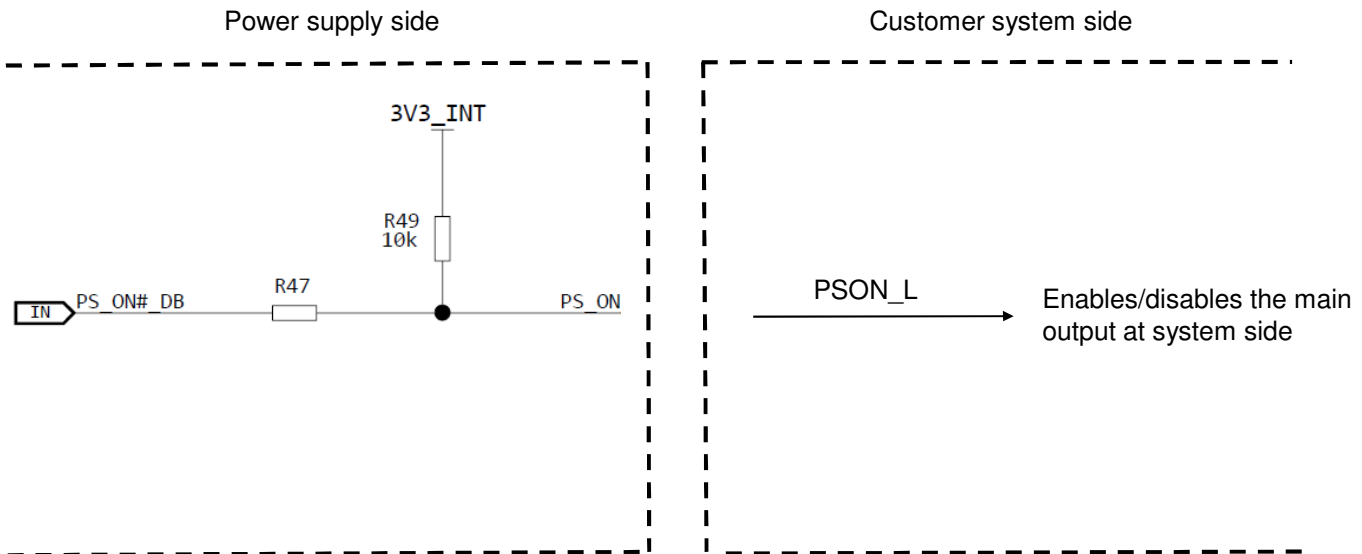 Power supply side
Customer system side
3V3_INT
R49
10k
IN
PS_ON#_DB
R47
PS_ON
PSON_L
Enables/disables the main
output at system side